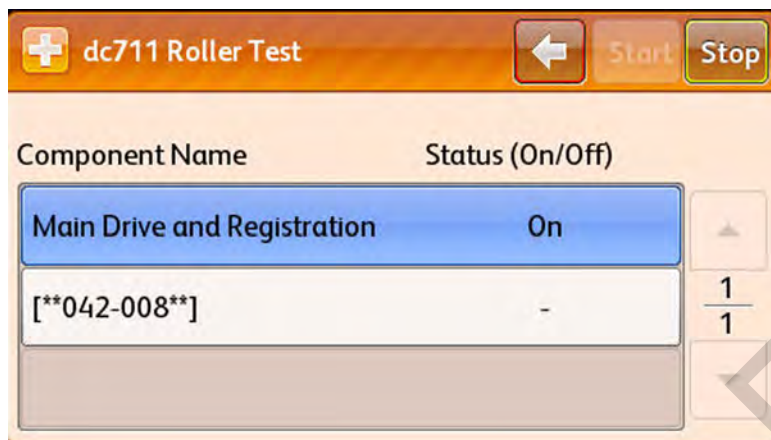 dc711 Roller Test Start Stop
Component Name Status (On/Off)
Main Drive and Registration On
[**042-008**] -
1
1